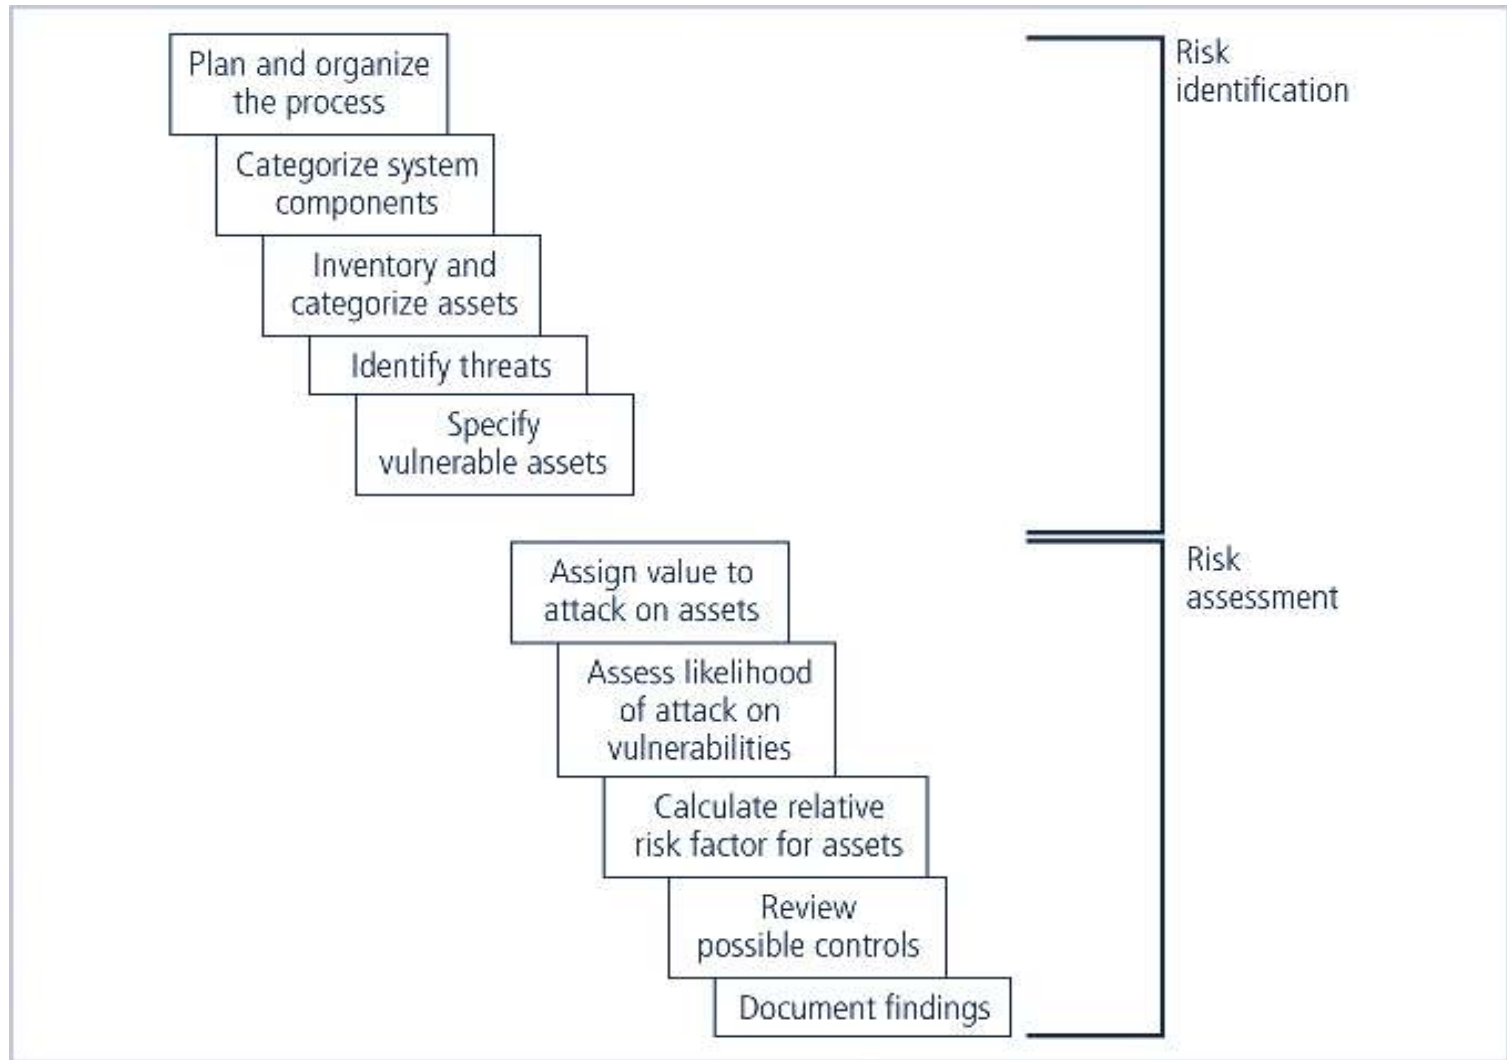 Plan and organize
the process
Categorize system
components
Inventory and
categorize assets
Identify threats
Specify
vulnerable assets
Risk
identification
Assign value to
attack on assets
Assess likelihood
of attack on
vulnerabilities
Calculate relative
risk factor for assets
Review
possible controls
Document findings
Risk
assessment